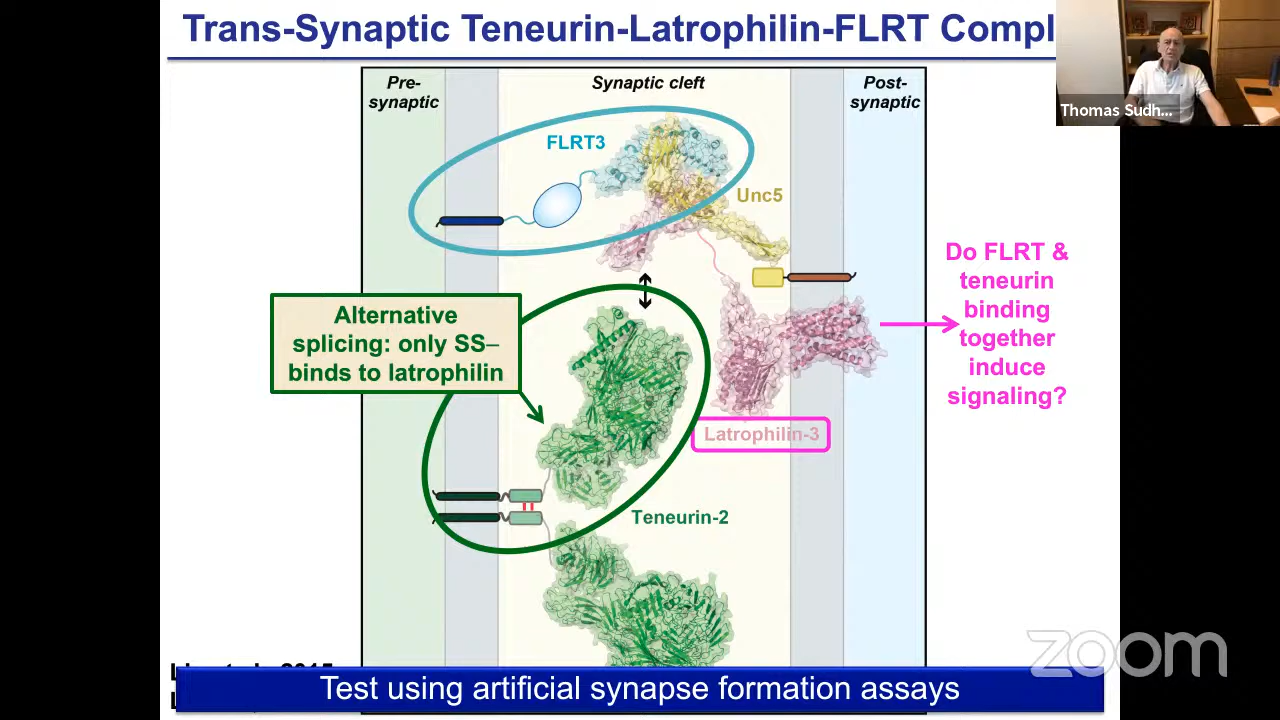 Trans-Synaptic Teneurin-Latrophilin-FLRT
Thomas Sudh...
Pre-
synaptic
Synaptic cleft
Post-
synaptic
FLRT3
Unc5
Do FLRT &
teneurin
binding
together
induce
signaling?
Alternative
splicing: only SS–
binds to latrophilin
Latrophilin-3
Teneurin-2
zoom
Test using artificial synapse formation assays